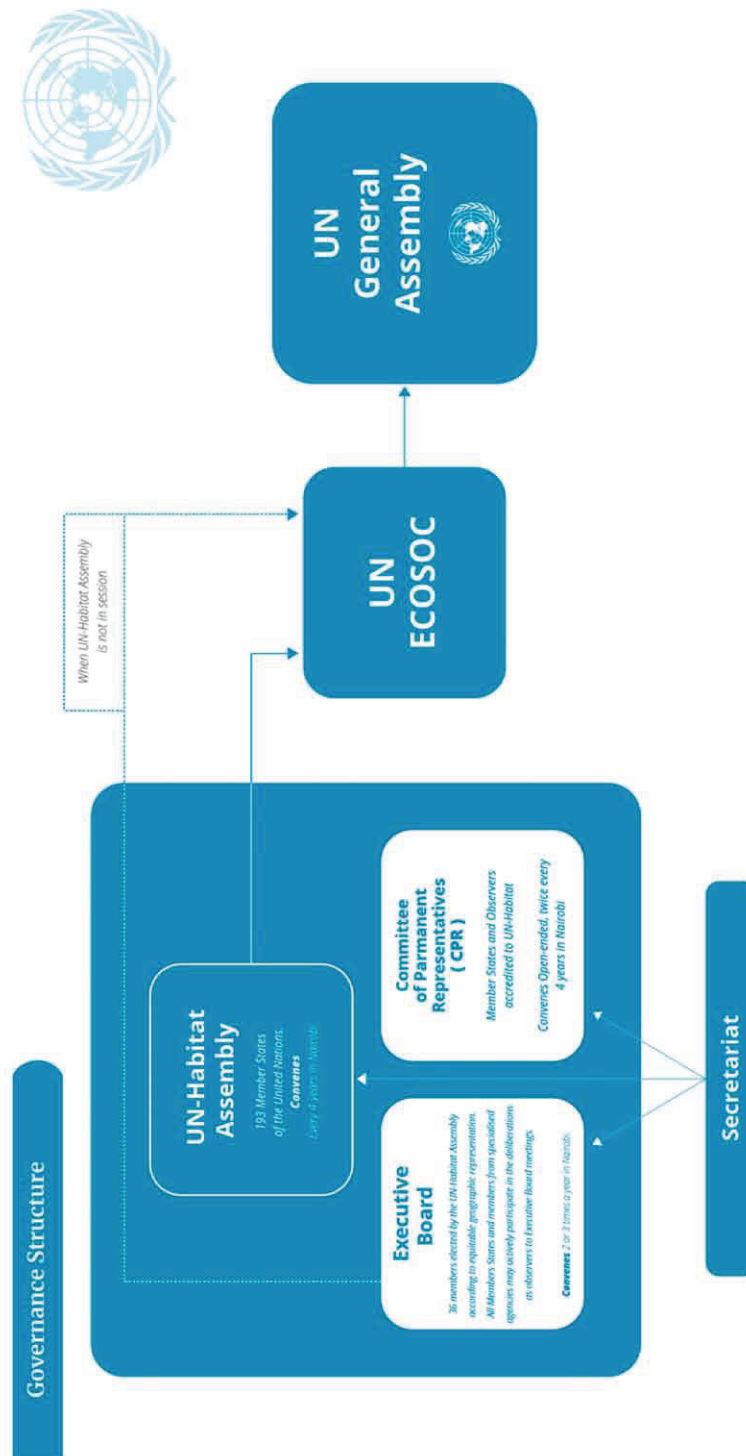 Governance Structure
UN-Habitat
Assembly
193 Member States
of the United Nations.
Convenes
Every 4 years in Nairobi
When UN-Habitat Assembly
is not in session
UN
ECOSOC
UN
General
Assembly
Executive
Board
36 members elected by the UN-Habitat Assembly
according to equitable geographic representation.
All Members States and members from specialised
agencies may actively participate in the deliberations
as observers to Executive Board meetings.
Convenes 2 or 3 times a year in Nairobi.
Committee
of Parmanent
Representatives
( CPR )
Member States and Observers
accredited to UN-Habitat
Convenes Open-ended, twice every
4 years in Nairobi
Secretariat